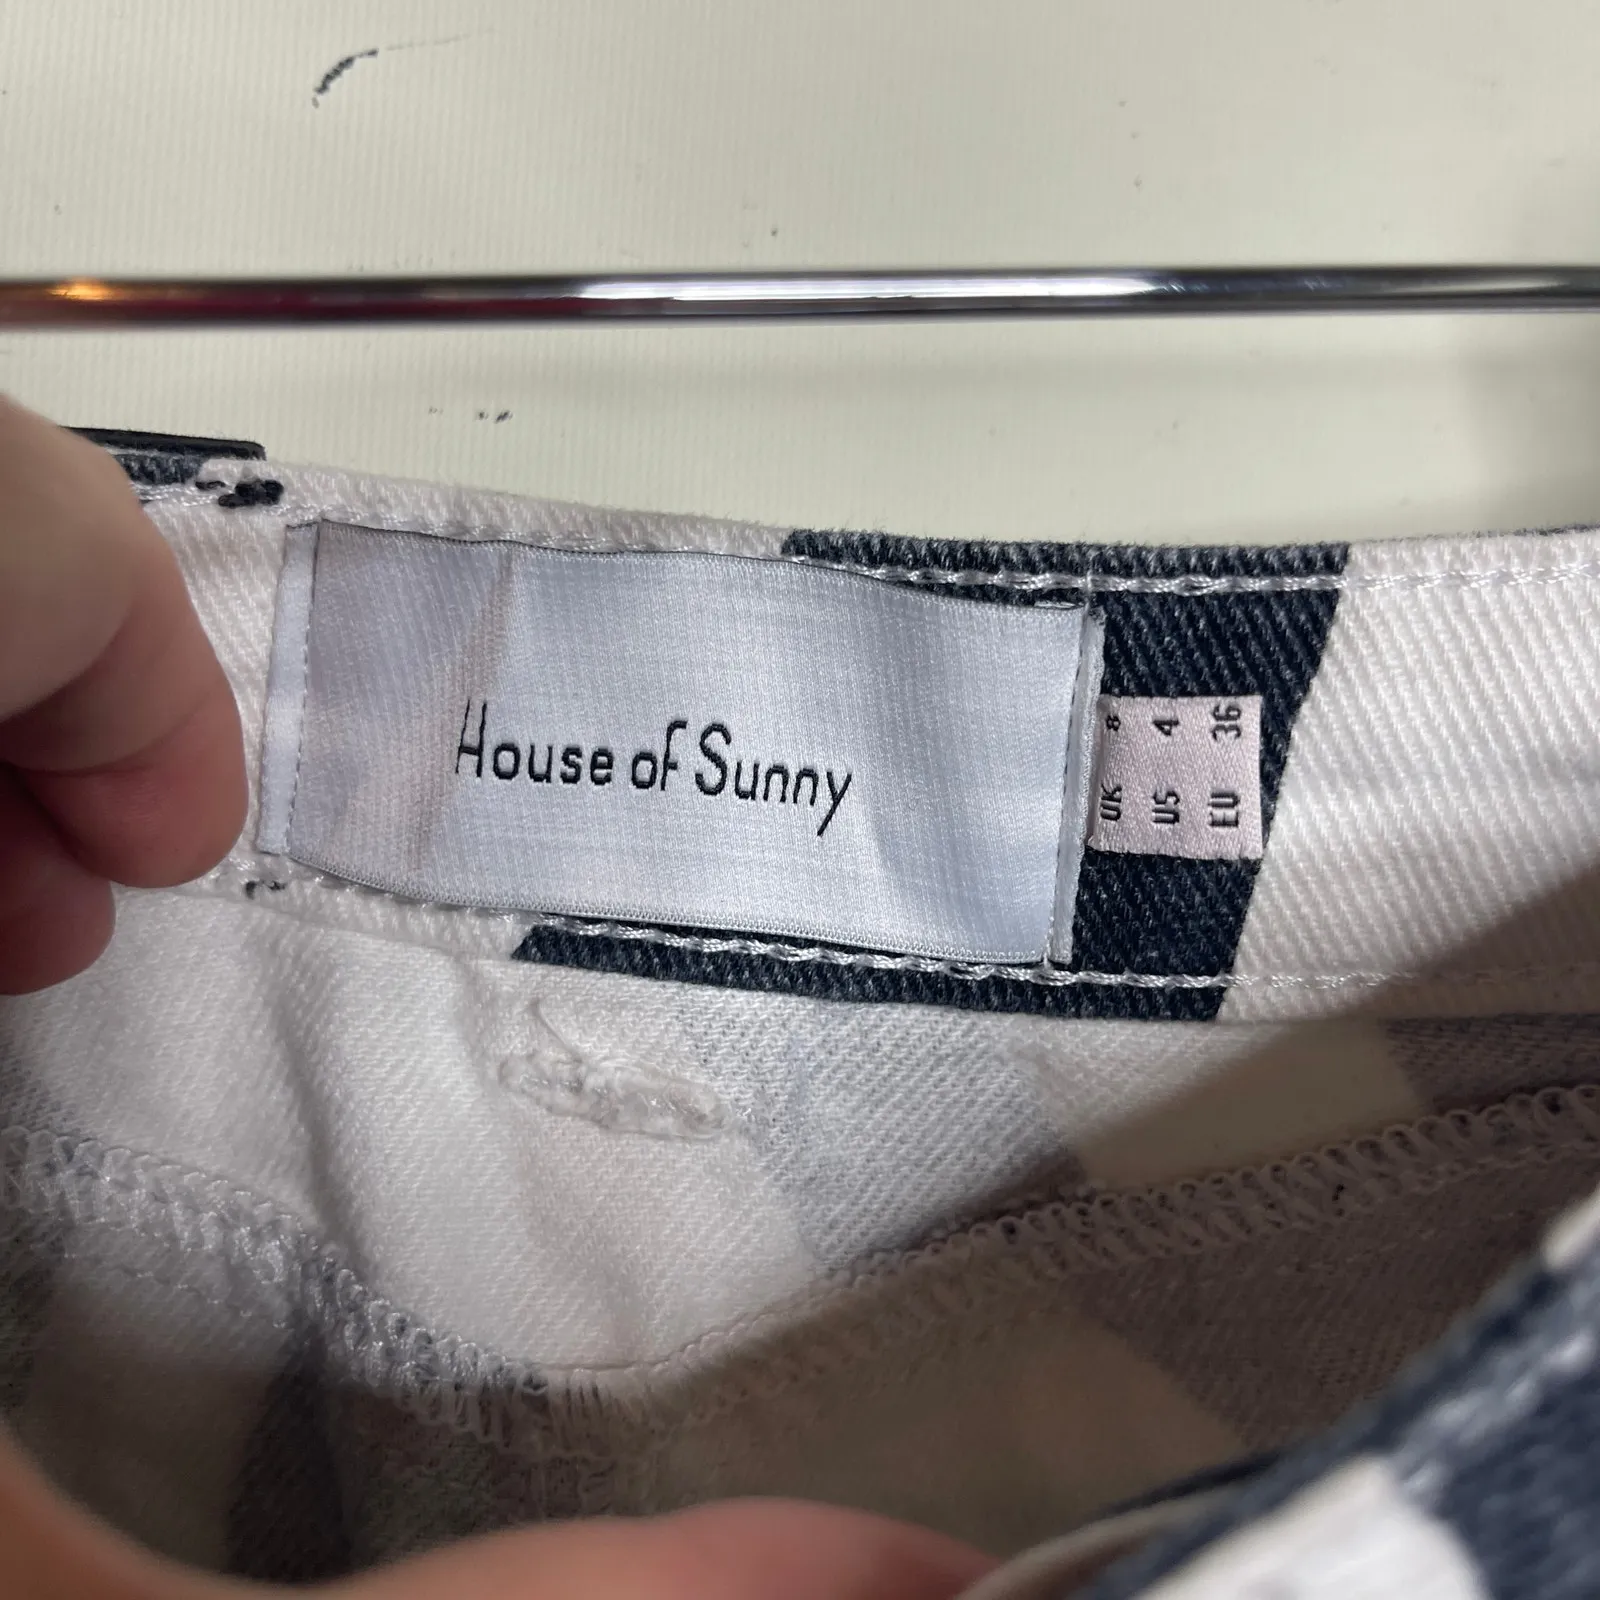 House of Sunny
UK 8
US 4
EU 36